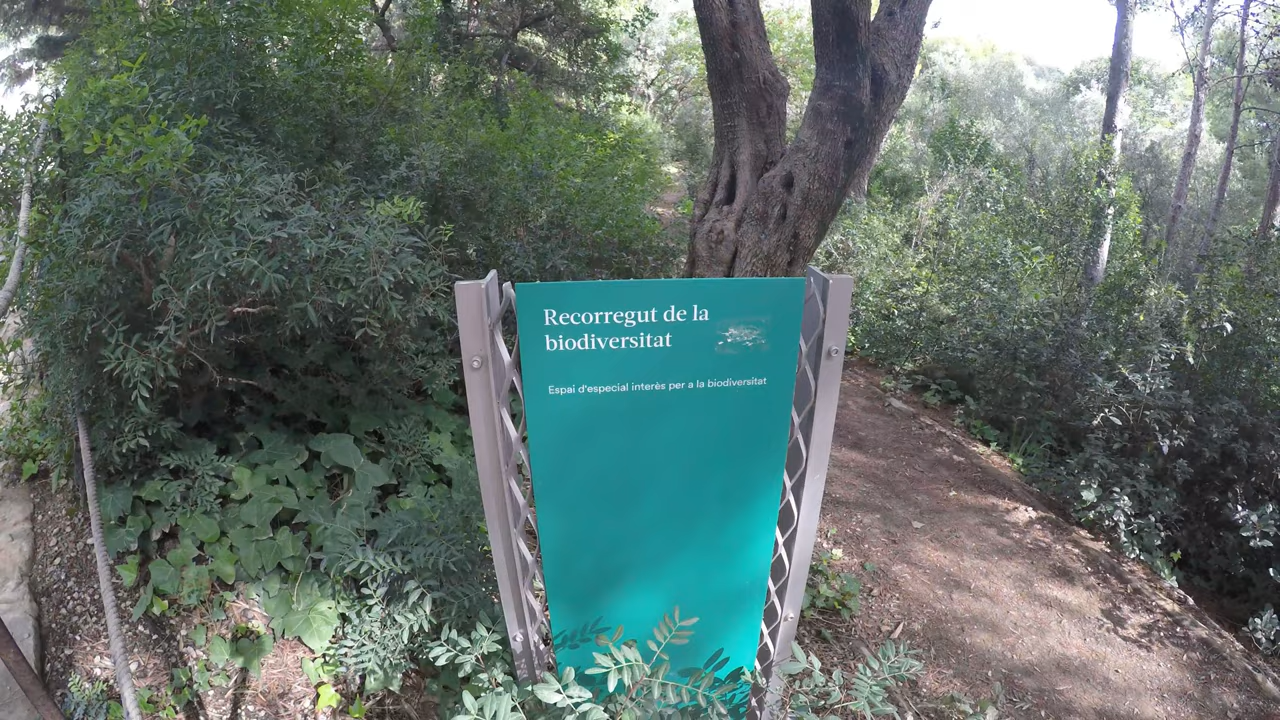 Recorregut de la
biodiversitat
Espai d'especial interès per a la biodiversitat